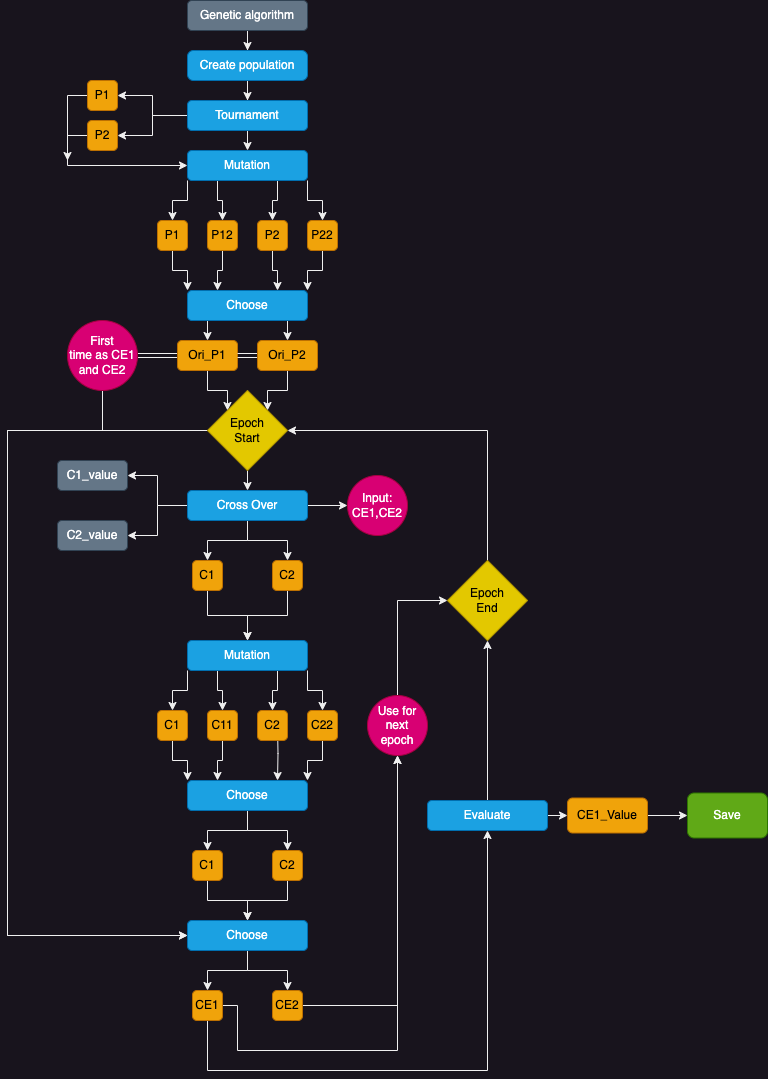 Genetic algorithm
Create population
P1
Tournament
P2
Mutation
P1
P12
P2
P22
Choose
First
time as CE1
and CE2
Ori_P1
Ori_P2
Epoch
Start
C1_value
Cross Over
Input:
CE1,CE2
C2_value
C1
C2
Epoch
End
Mutation
C1
C11
C2
C22
Use for
next
epoch
Choose
Evaluate
CE1_Value
Save
C1
C2
Choose
CE1
CE2